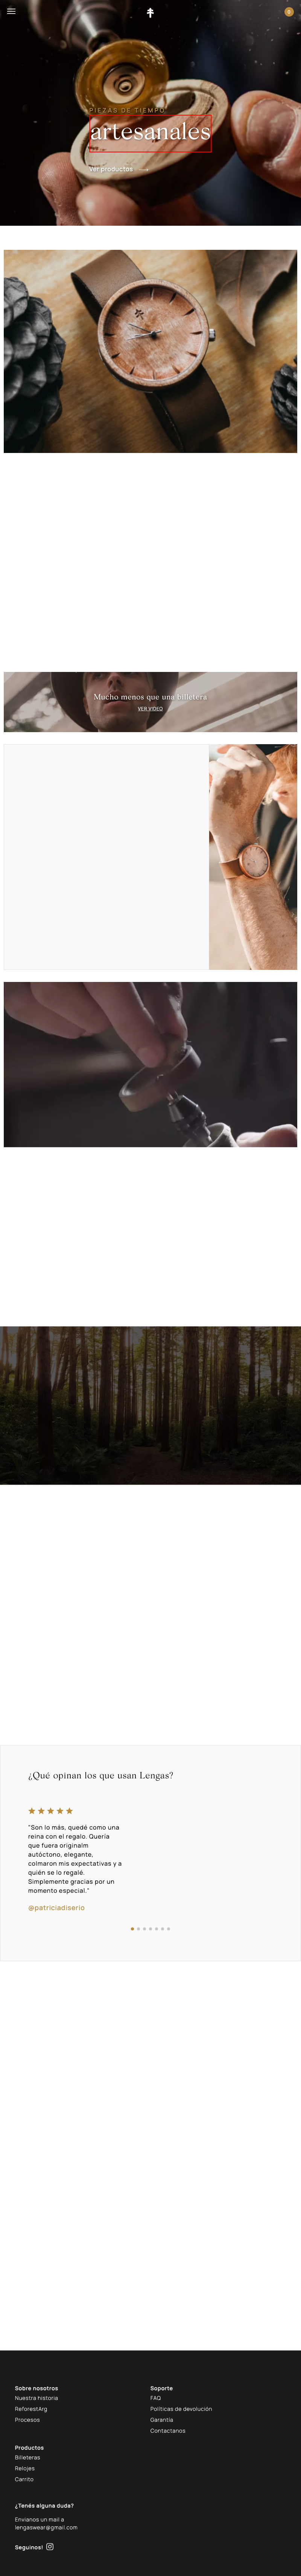 0
PIEZAS DE TIEMPO
artesanales
Ver productos
Mucho menos que una billetera
VER VIDEO
¿Qué opinan los que usan Lengas?
"Son lo más, quedé como una
reina con el regalo. Quería
que fuera originalm
autóctono, elegante,
colmaron mis expectativas y a
quién se lo regalé.
Simplemente gracias por un
momento especial."
@patriciadiserio
Sobre nosotros
Nuestra historia
ReforestArg
Procesos
Soporte
FAQ
Políticas de devolución
Garantía
Contactanos
Productos
Billeteras
Relojes
Carrito
¿Tenés alguna duda?
Envianos un mail a
lengaswear@gmail.com
Seguinos!